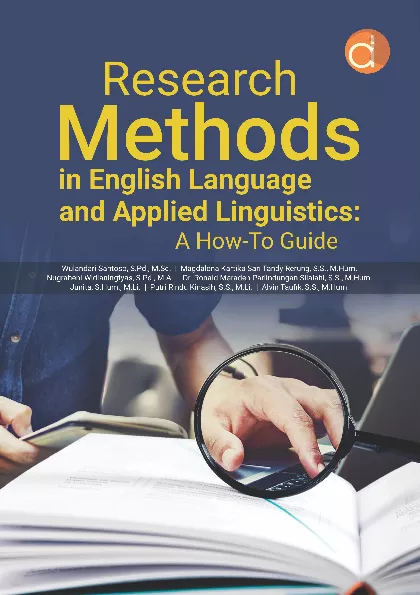 Research
Methods
in English Language
and Applied Linguistics:
A How-To Guide
Wulandari Santoso, S.Pd., M.Sc. | Magdalena Kartika Sari Tandy Rerung, S.S., M.Hum.
Nugraheni Widianingtyas, S.Pd., M.A. | Dr. Ronald Maraden Parlindungan Silalahi, S.S., M.Hum.
Junita, S.Hum., M.Li. | Putri Rindu Kinasih, S.S., M.Li. | Alvin Taufik, S.S., M.Hum